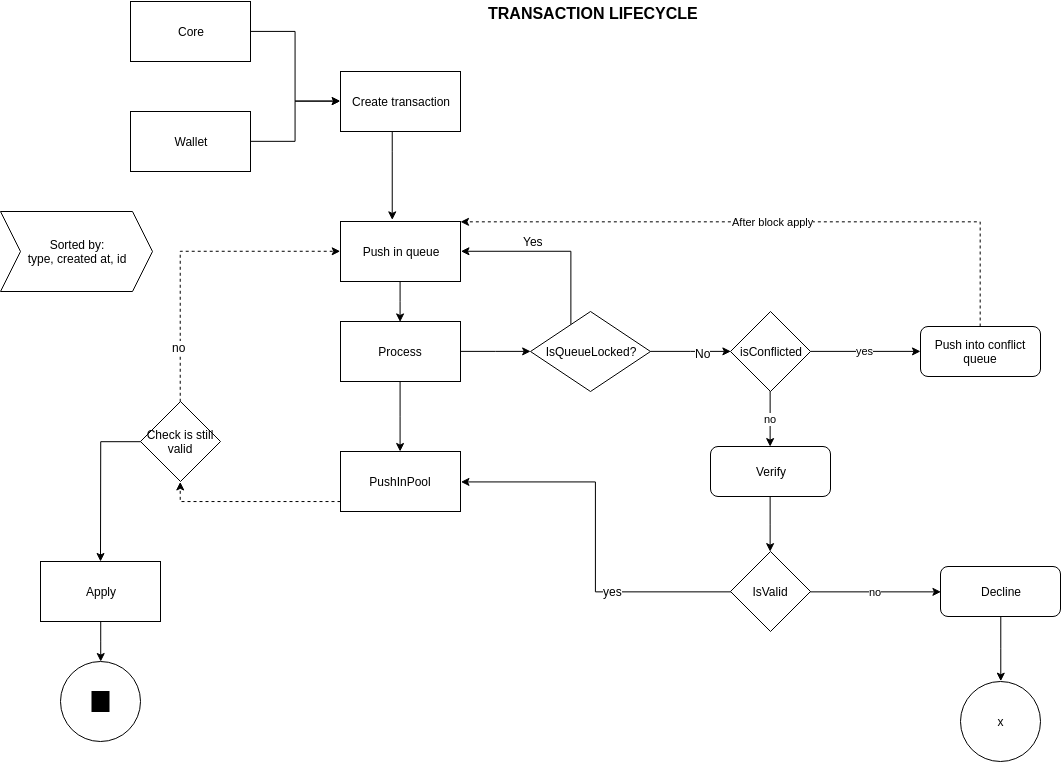 TRANSACTION LIFECYCLE
Core
Create transaction
Wallet
Sorted by:
type, created at, id
After block apply
Yes
Push in queue
no
Process
IsQueueLocked?
No
isConflicted
yes
Push into conflict
queue
no
Check is still
valid
Verify
PushInPool
Apply
yes
IsValid
no
Decline
x